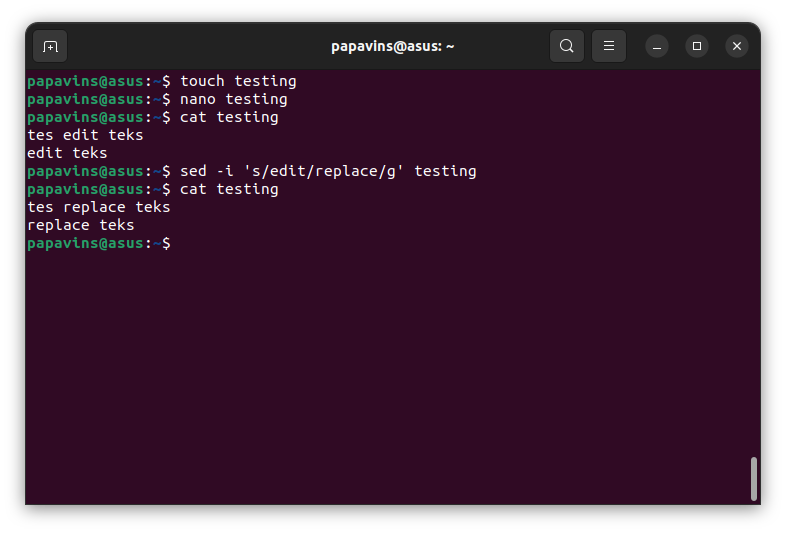 papavins@asus: ~
papavins@asus:~$ touch testing
papavins@asus:~$ nano testing
papavins@asus:~$ cat testing
tes edit teks
edit teks
papavins@asus:~$ sed -i 's/edit/replace/g' testing
papavins@asus:~$ cat testing
tes replace teks
replace teks
papavins@asus:~$